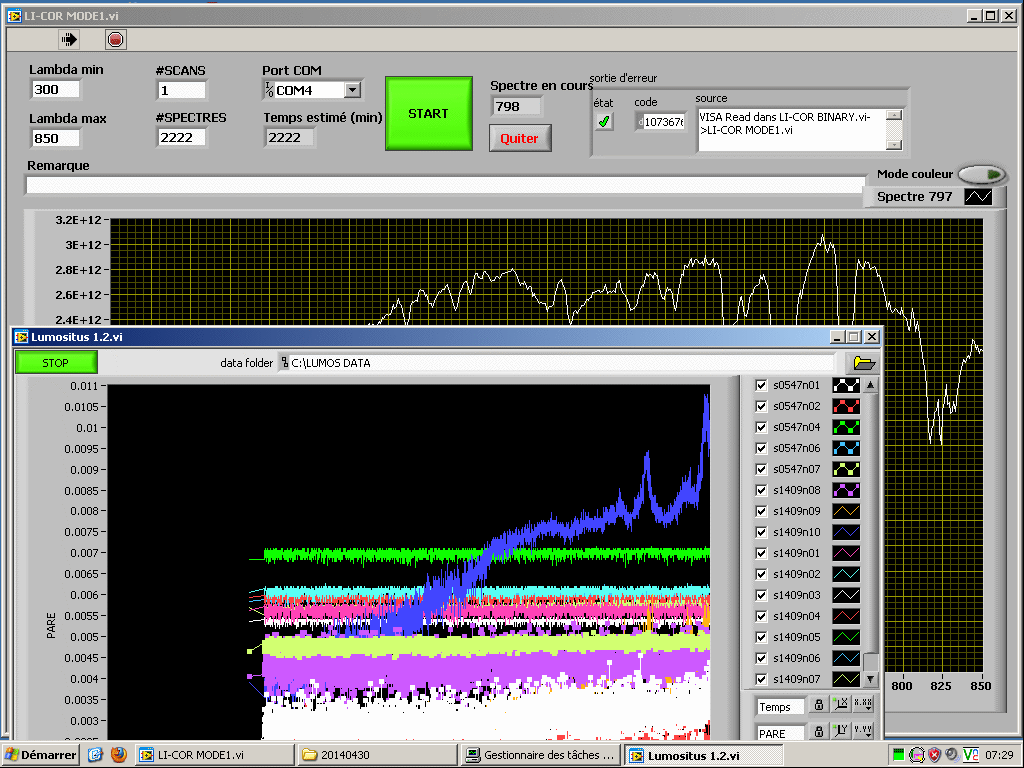 LI-COR MODE1.vi
Lambda min
#SCANS
Port COM
300
1
COM4
START
Spectre en cours
798
Quiter
sortie d'erreur
état
code
source
1073676
VISA Read dans LI-COR BINARY.vi-
>LI-COR MODE1.vi
Lambda max
#SPECTRES
Temps estimé (min)
850
2222
2222
Remarque
Mode couleur
Spectre 797
3.2E+12
3E+12
2.8E+12
2.6E+12
2.4E+12
Lumositus 1.2.vi
STOP
data folder
C:\LUMOS DATA
0.011
0.0105
0.01
0.0095
0.009
0.0085
0.008
0.0075
0.007
0.0065
0.006
0.0055
0.005
0.0045
0.004
0.0035
0.003
PARE
s0547n01
s0547n02
s0547n04
s0547n06
s0547n07
s1409n08
s1409n09
s1409n10
s1409n01
s1409n02
s1409n03
s1409n04
s1409n05
s1409n06
s1409n07
800
825
850
Temps
X
X.XX
PARE
Y
Y.YY
Démarrer
LI-COR MODE1.vi
20140430
Gestionnaire des tâches ...
Lumositus 1.2.vi
V2
07:29